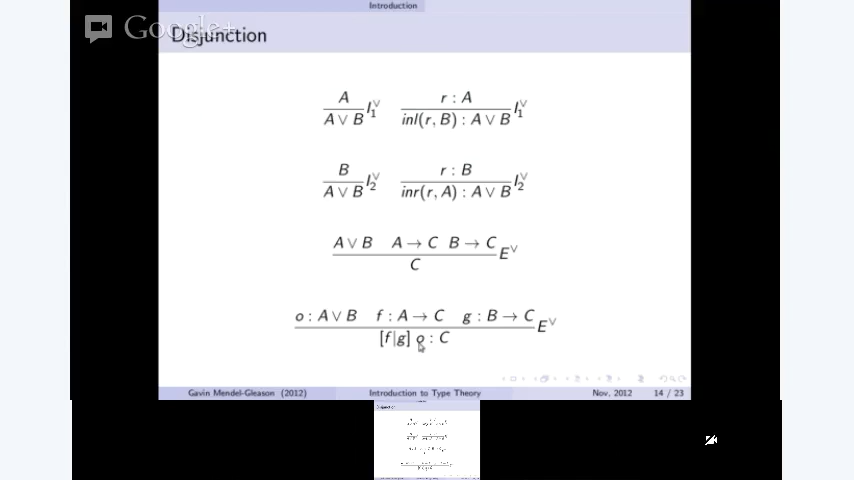 Introduction
Google+
Disjunction
A r : A
A ∨ B I₁^∨ inl(r, B) : A ∨ B I₁^∨
B r : B
A ∨ B I₂^∨ inr(r, A) : A ∨ B I₂^∨
A ∨ B A → C B → C
C E^∨
o : A ∨ B f : A → C g : B → C
[f|g] o : C E^∨
Gavin Mendel-Gleason (2012) Introduction to Type Theory Nov, 2012 14 / 23
Disjunction